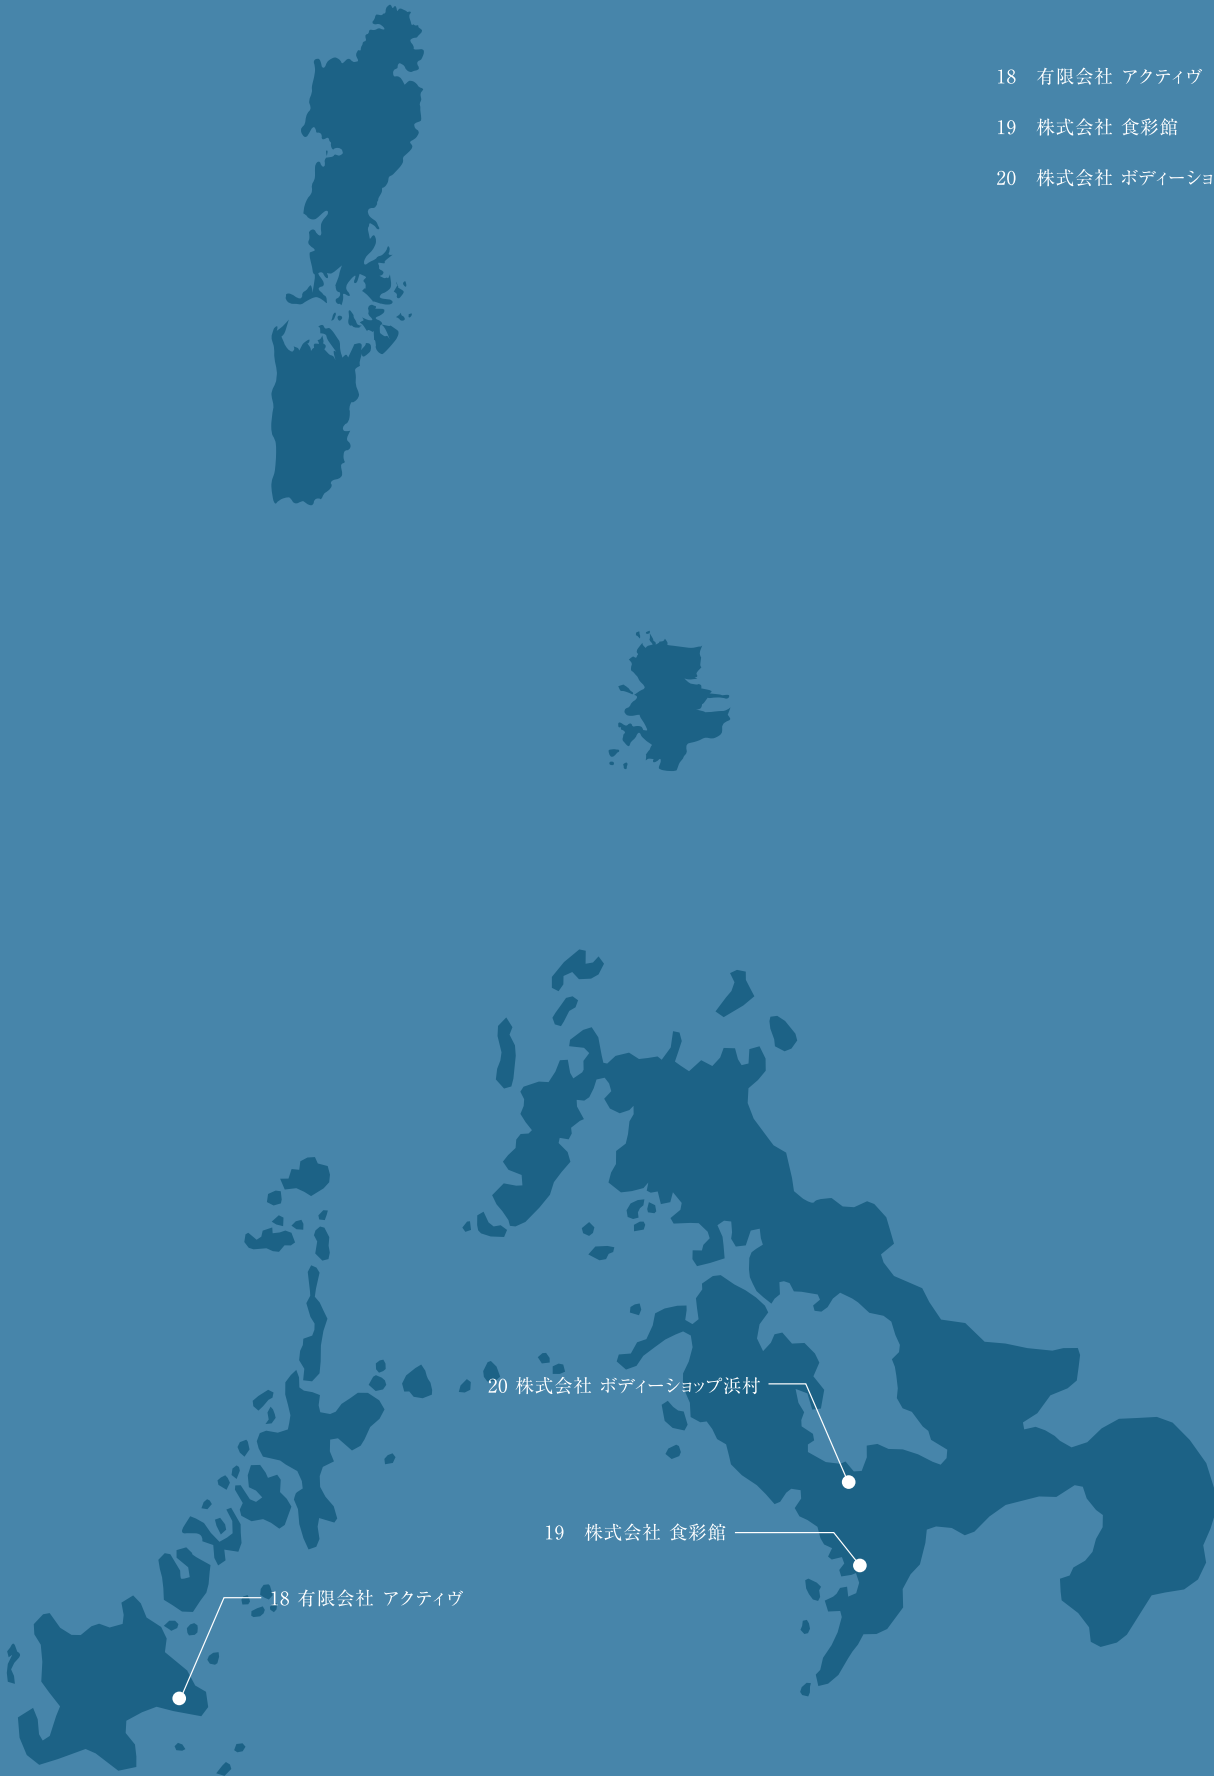 18　有限会社 アクティヴ
19　株式会社 食彩館
20　株式会社 ボディーショ
20 株式会社 ボディーショップ浜村
19　株式会社 食彩館
18 有限会社 アクティヴ